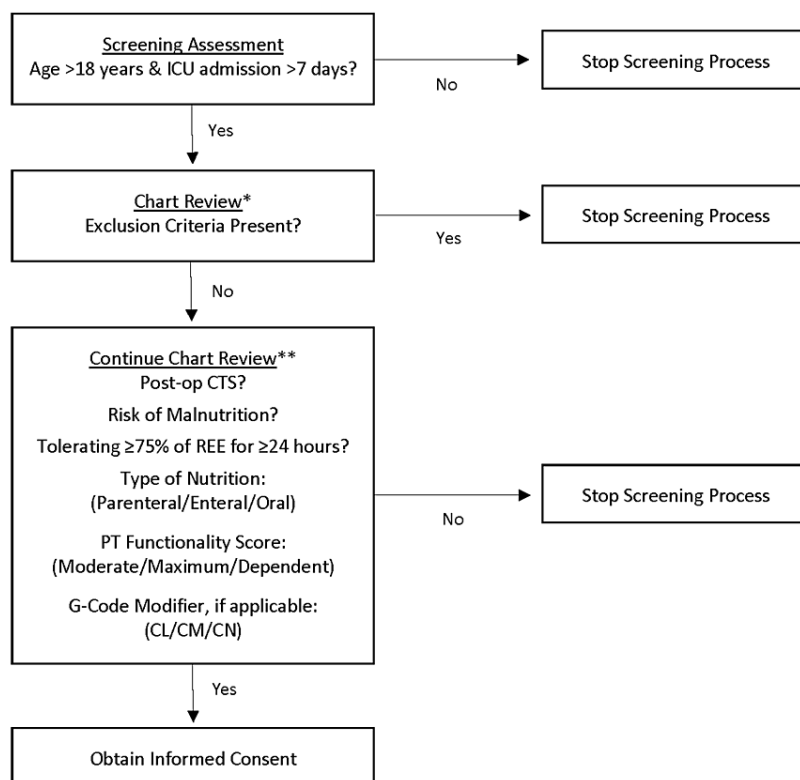 Screening Assessment
Age >18 years & ICU admission >7 days?
No
Stop Screening Process
Yes
Chart Review*
Exclusion Criteria Present?
Yes
Stop Screening Process
No
Continue Chart Review**
Post-op CTS?
Risk of Malnutrition?
Tolerating ≥75% of REE for ≥24 hours?
Type of Nutrition:
(Parenteral/Enteral/Oral)
PT Functionality Score:
(Moderate/Maximum/Dependent)
G-Code Modifier, if applicable:
(CL/CM/CN)
No
Stop Screening Process
Yes
Obtain Informed Consent